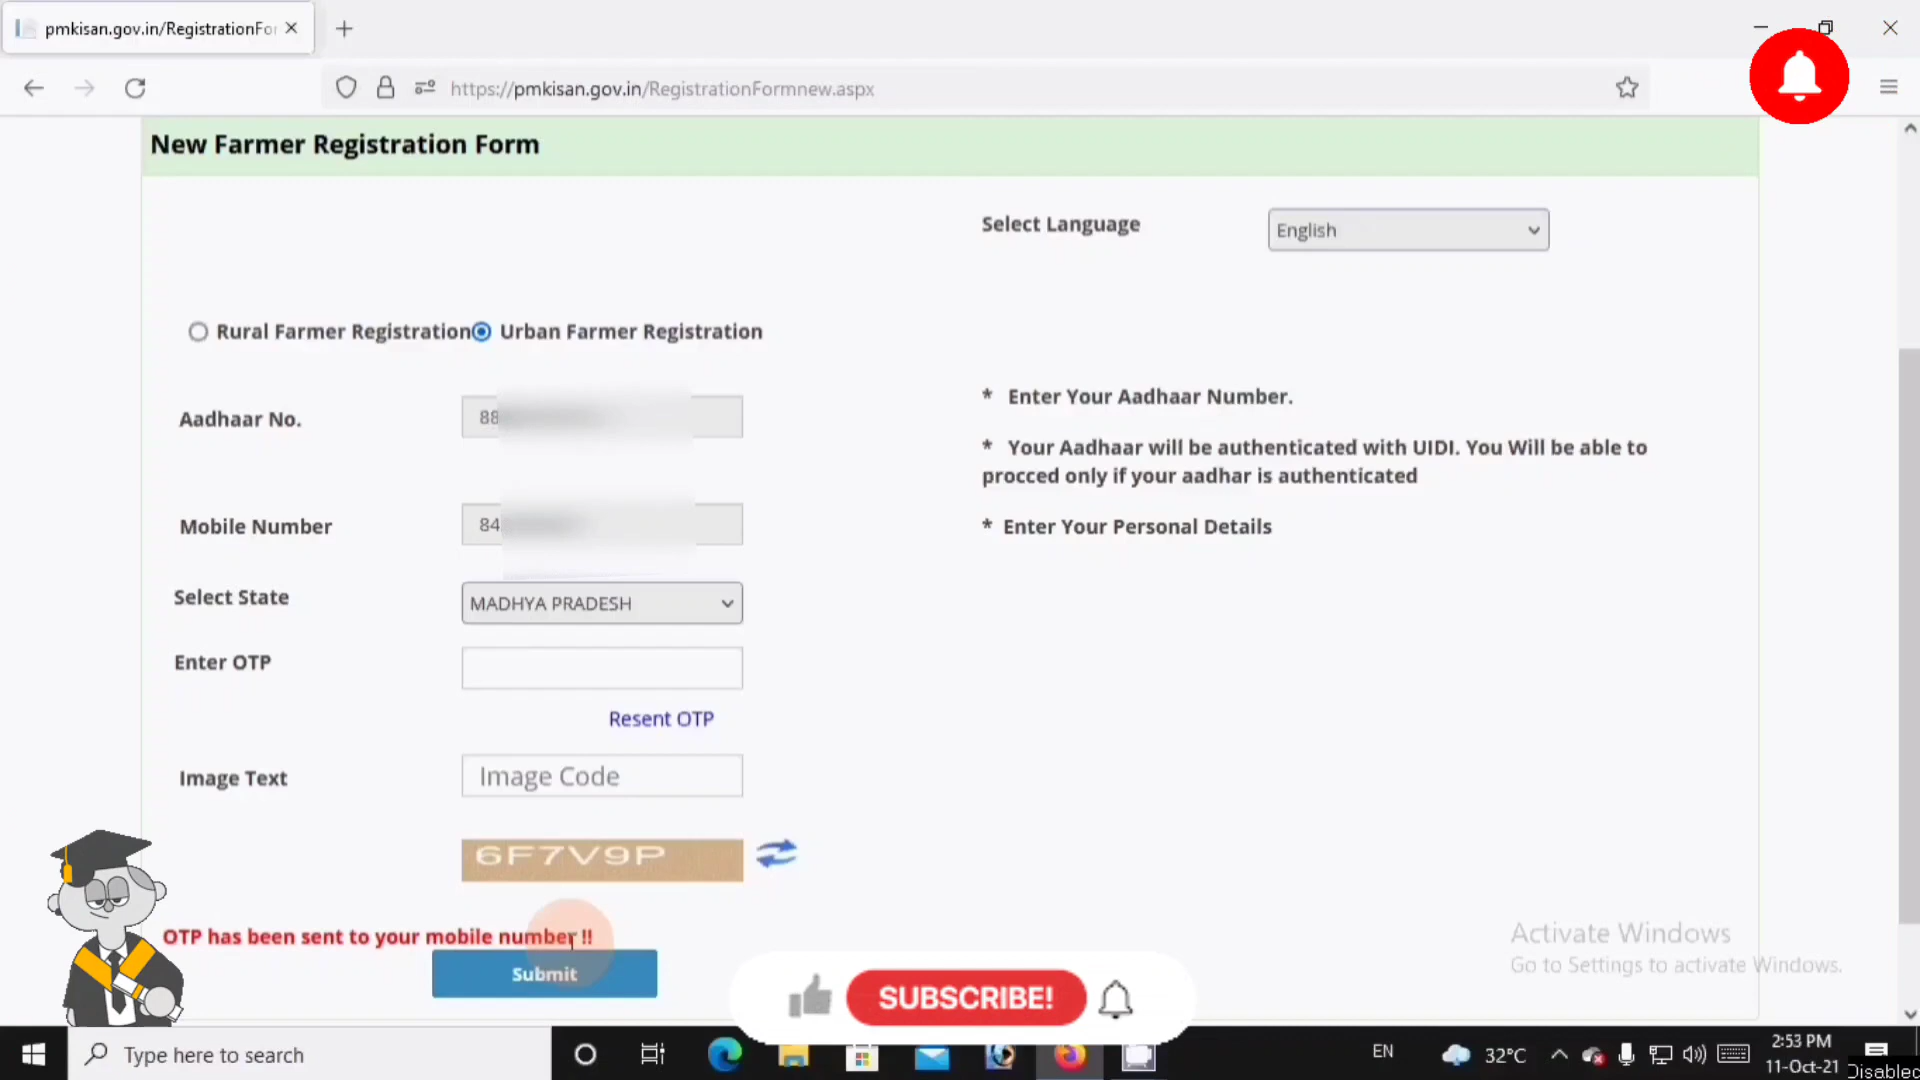 pmkisan.gov.in/RegistrationFor
https://pmkisan.gov.in/RegistrationFormnew.aspx
New Farmer Registration Form
Select Language
English
Rural Farmer Registration Urban Farmer Registration
Aadhaar No.
88
* Enter Your Aadhaar Number.
* Your Aadhaar will be authenticated with UIDI. You Will be able to
procced only if your aadhar is authenticated
Mobile Number
84
* Enter Your Personal Details
Select State
MADHYA PRADESH
Enter OTP
Resent OTP
Image Text
Image Code
6F7V9P
OTP has been sent to your mobile number !!
Submit
SUBSCRIBE!
Activate Windows
Go to Settings to activate Windows.
Type here to search
EN
32°C
2:53 PM
11-Oct-21
Disabled